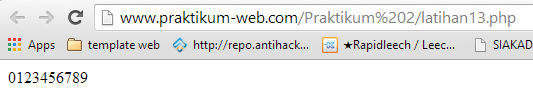 www.praktikum-web.com/Praktikum%202/latihan13.php
Apps template web http://repo.antihack... ★Rapidleech / Leec... SIAKAD
0123456789